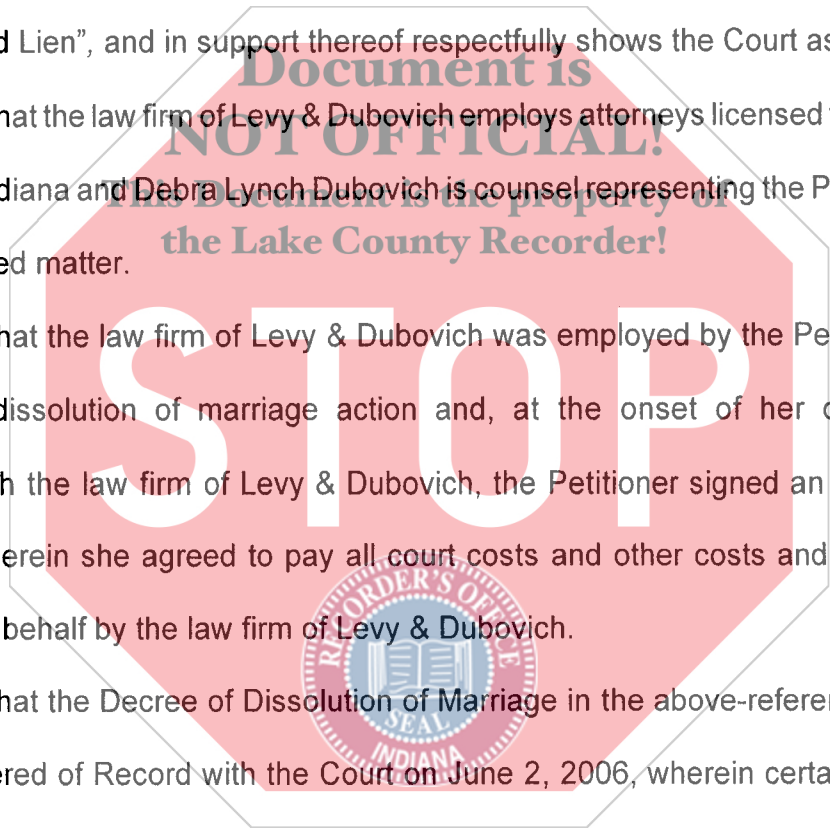 d Lien”, and in support thereof respectfully shows the Court as
Document is
hat the law firm of Levy & Dubovich employs attorneys licensed
NOT OFFICIAL!
diana and Debra Lynch Dubovich is counsel representing the P
This Document is the property of
the Lake County Recorder!
ed matter.
hat the law firm of Levy & Dubovich was employed by the Pe
STOP
dissolution of marriage action and, at the onset of her
h the law firm of Levy & Dubovich, the Petitioner signed an
erein she agreed to pay all court costs and other costs and
RECORDER'S OFFICE
behalf by the law firm of Levy & Dubovich.
hat the Decree of Dissolution of Marriage in the above-refere
SEAL
INDIANA
ered of Record with the Court on June 2, 2006, wherein certa